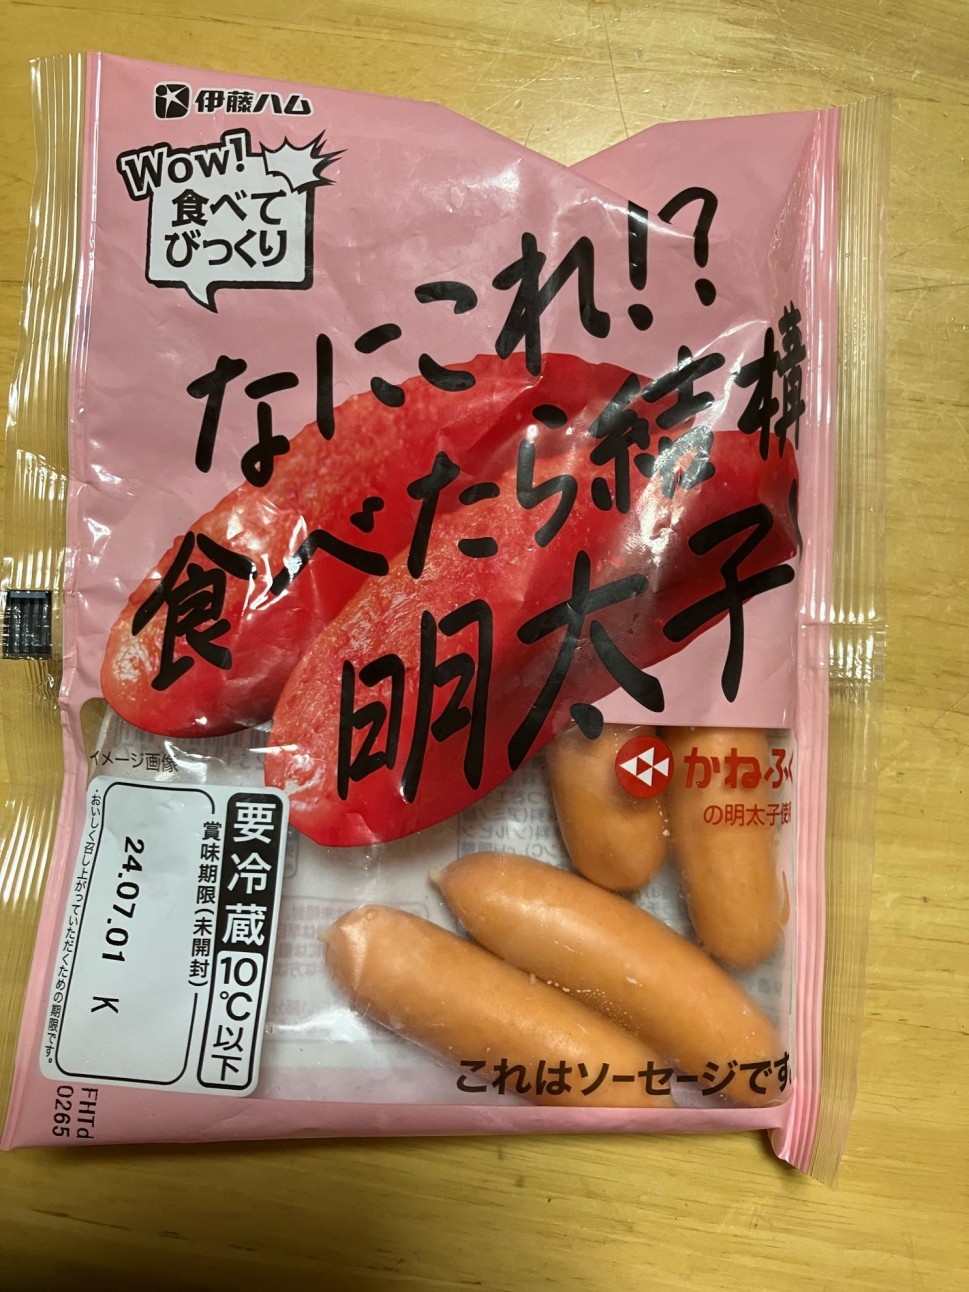 伊藤ハム
Wow!
食べて
びっくり
なにこれ!?
食べたら結構
明太子
イメージ画像
かねふく
の明太子使
要冷蔵10℃以下
賞味期限(未開封)
24.07.01 K
・おいしく召し上がっていただくための期限です。
FHTd
0265
これはソーセージです。